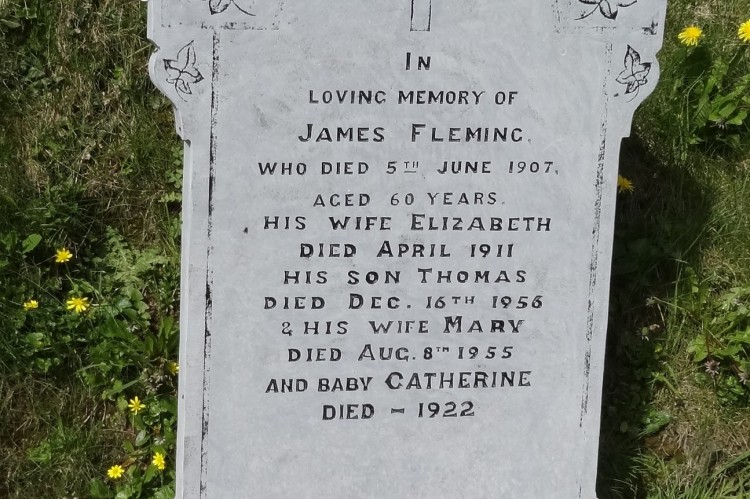 IN
LOVING MEMORY OF
JAMES FLEMING,
WHO DIED 5TH JUNE 1907,
AGED 60 YEARS.
HIS WIFE ELIZABETH
DIED APRIL 1911
HIS SON THOMAS
DIED DEC. 16TH 1956
& HIS WIFE MARY
DIED AUG. 8TH 1955
AND BABY CATHERINE
DIED – 1922